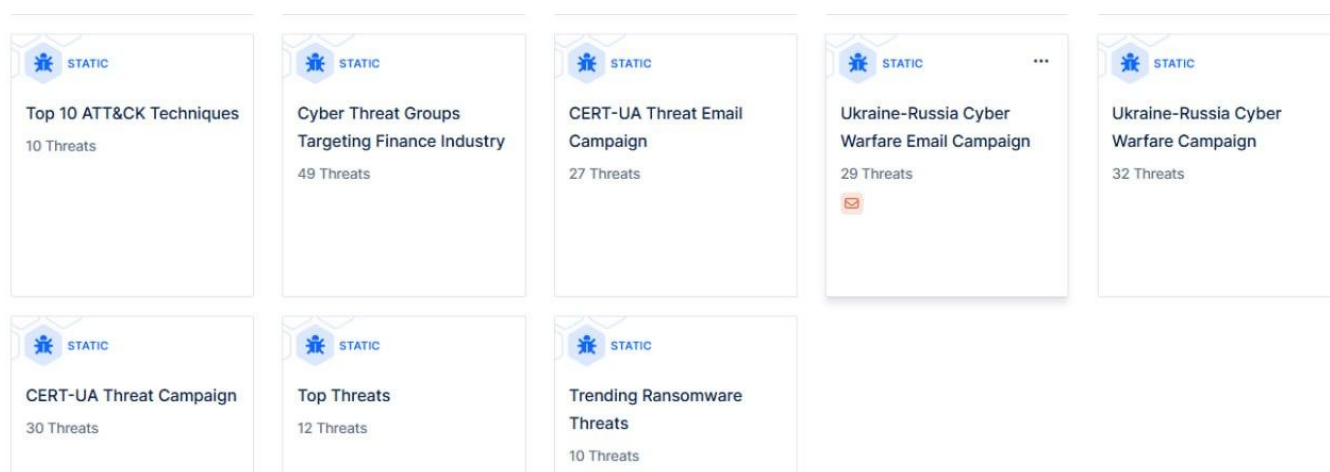 STATIC
Top 10 ATT&CK Techniques
10 Threats
STATIC
Cyber Threat Groups
Targeting Finance Industry
49 Threats
STATIC
CERT-UA Threat Email
Campaign
27 Threats
STATIC
Ukraine-Russia Cyber
Warfare Email Campaign
29 Threats
STATIC
Ukraine-Russia Cyber
Warfare Campaign
32 Threats
STATIC
CERT-UA Threat Campaign
30 Threats
STATIC
Top Threats
12 Threats
STATIC
Trending Ransomware
Threats
10 Threats